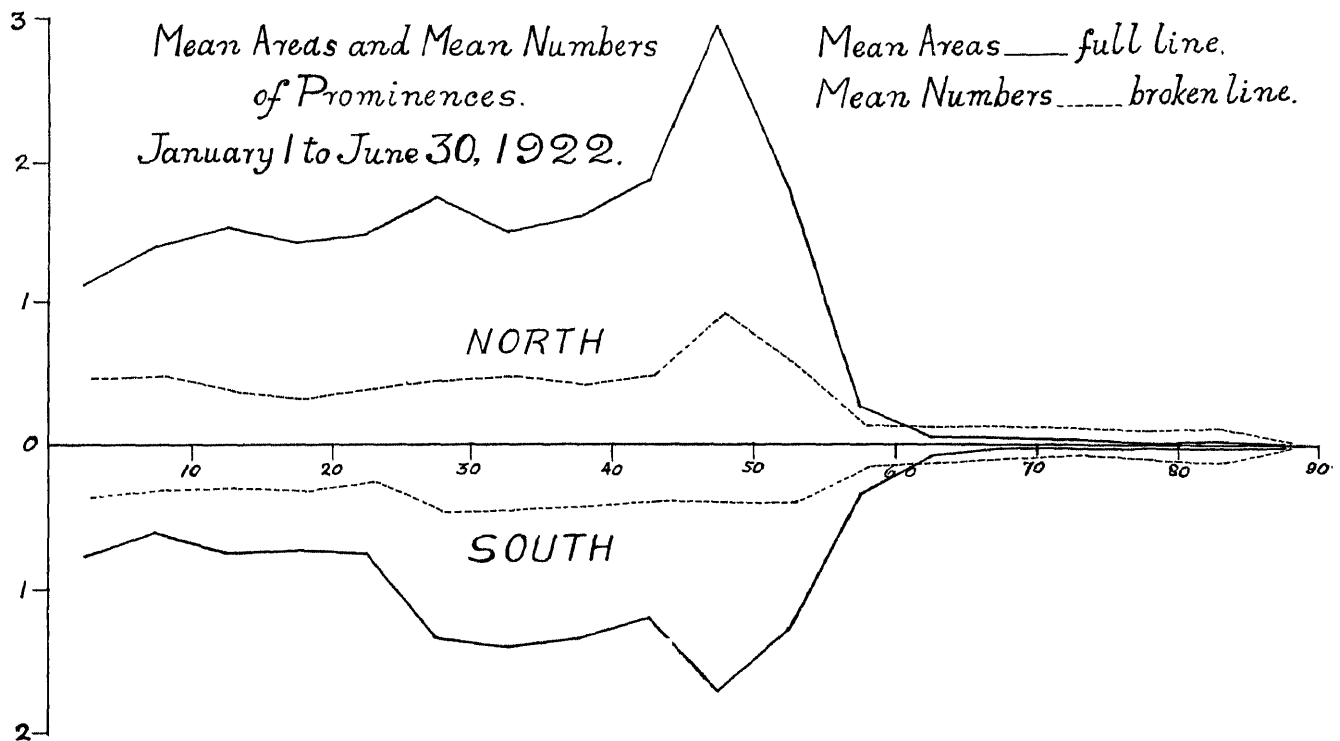 Mean Areas and Mean Numbers
of Prominences.
January 1 to June 30, 1922.
Mean Areas full line.
Mean Numbers broken line.
3
2
1
NORTH
0
10 20 30 40 50 60 70 80 90
SOUTH
1
2